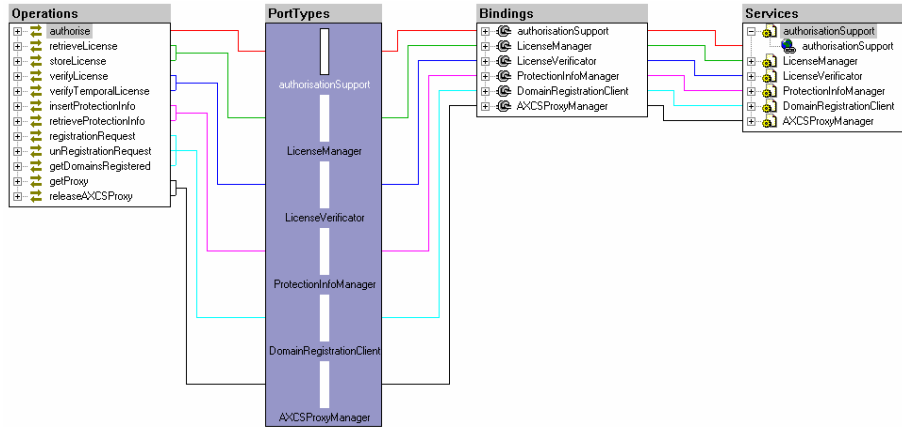 Operations
authorise
retrieveLicense
storeLicense
verifyLicense
verifyTemporalLicense
insertProtectionInfo
retrieveProtectionInfo
registrationRequest
unRegistrationRequest
getDomainsRegistered
getProxy
releaseAXCSProxy
PortTypes
authorisationSupport
LicenseManager
LicenseVerificator
ProtectionInfoManager
DomainRegistrationClient
AXCSProxyManager
Bindings
authorisationSupport
LicenseManager
LicenseVerificator
ProtectionInfoManager
DomainRegistrationClient
AXCSProxyManager
Services
authorisationSupport
authorisationSupport
LicenseManager
LicenseVerificator
ProtectionInfoManager
DomainRegistrationClient
AXCSProxyManager